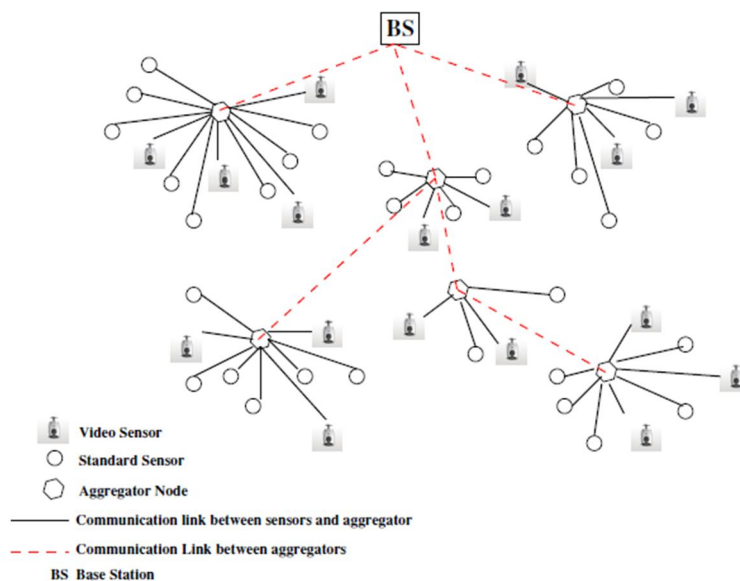 BS
Video Sensor
Standard Sensor
Aggregator Node
Communication link between sensors and aggregator
Communication Link between aggregators
BS Base Station